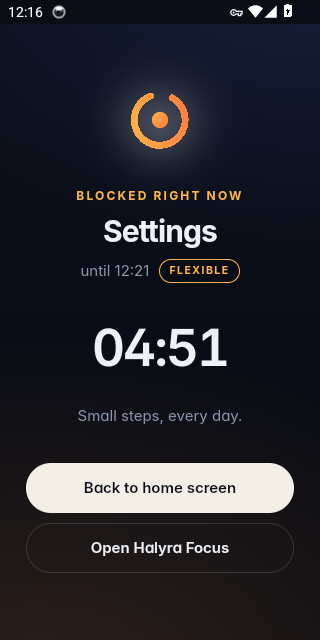 12:16
BLOCKED RIGHT NOW
Settings
until 12:21 FLEXIBLE
04:51
Small steps, every day.
Back to home screen
Open Halyra Focus